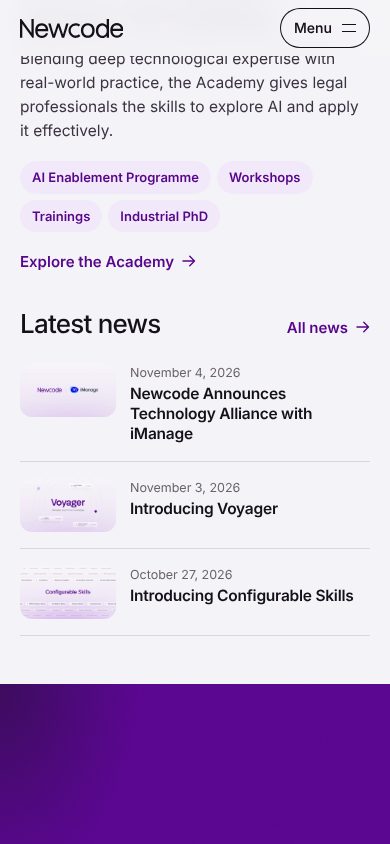 Newcode
Menu
Blending deep technological expertise with
real-world practice, the Academy gives legal
professionals the skills to explore AI and apply
it effectively.
AI Enablement Programme
Workshops
Trainings
Industrial PhD
Explore the Academy →
Latest news
All news →
Newcode
iManage
November 4, 2026
Newcode Announces
Technology Alliance with
iManage
Voyager
November 3, 2026
Introducing Voyager
Configurable Skills
October 27, 2026
Introducing Configurable Skills